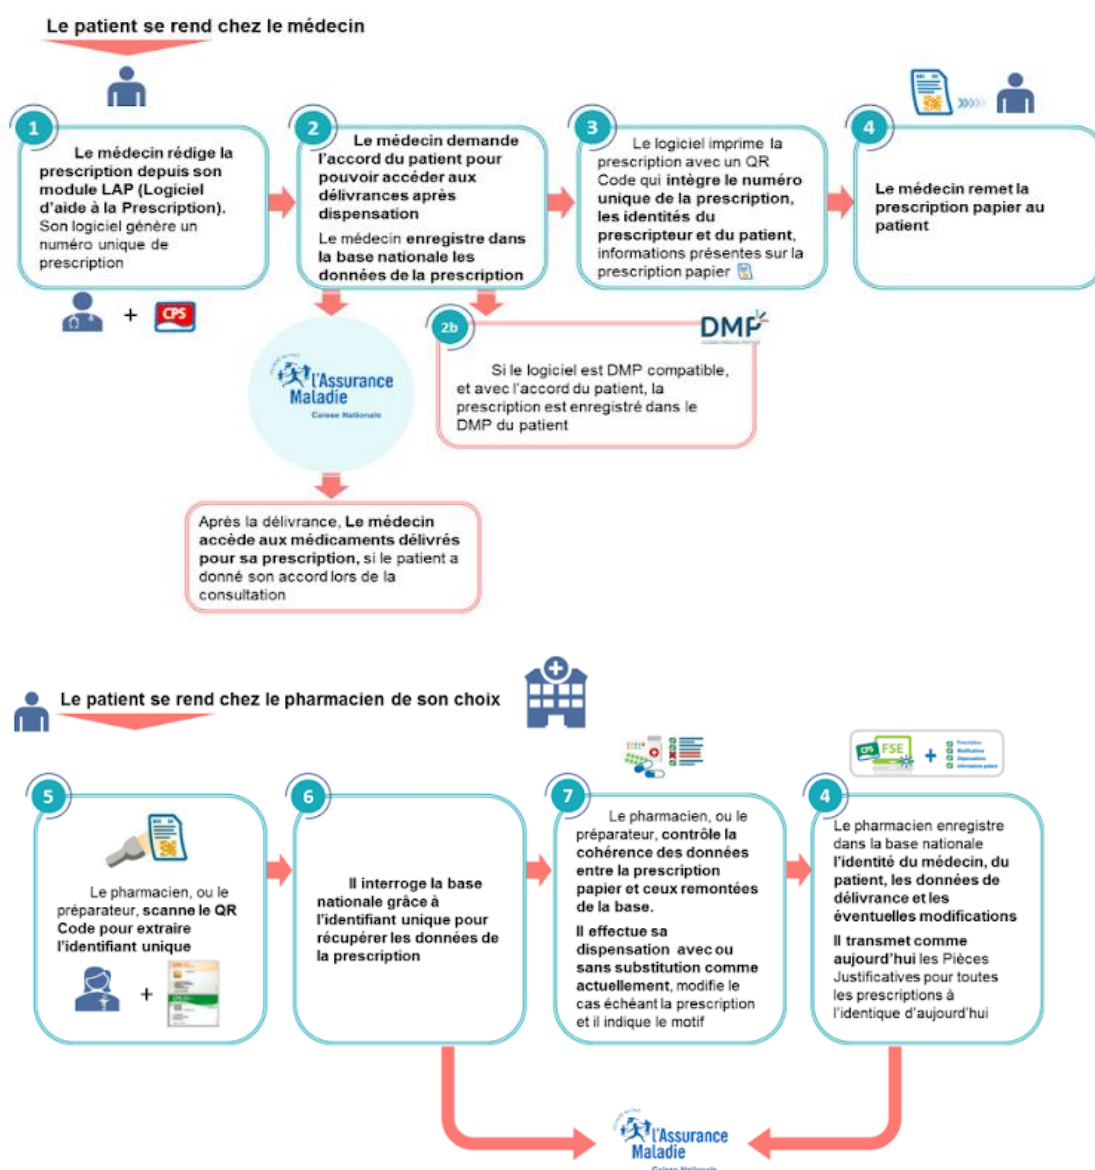 Le patient se rend chez le médecin
1
Le médecin rédige la
prescription depuis son
module LAP (Logiciel
d'aide à la Prescription).
Son logiciel génère un
numéro unique de
prescription
+
CPS
2
Le médecin demande
l'accord du patient pour
pouvoir accéder aux
délivrances après
dispensation
Le médecin enregistre dans
la base nationale les
données de la prescription
3
Le logiciel imprime la
prescription avec un QR
Code qui intègre le numéro
unique de la prescription,
les identités du
prescripteur et du patient,
informations présentes sur la
prescription papier
4
Le médecin remet la
prescription papier au
patient
l'Assurance
Maladie
Caisse Nationale
2b
DMP
Si le logiciel est DMP compatible,
et avec l'accord du patient, la
prescription est enregistré dans le
DMP du patient
Après la délivrance, Le médecin
accède aux médicaments délivrés
pour sa prescription, si le patient a
donné son accord lors de la
consultation
Le patient se rend chez le pharmacien de son choix
5
Le pharmacien, ou le
préparateur, scanne le QR
Code pour extraire
l'identifiant unique
+
6
Il interroge la base
nationale grâce à
l'identifiant unique pour
récupérer les données de
la prescription
7
Le pharmacien, ou le
préparateur, contrôle la
cohérence des données
entre la prescription
papier et ceux remontées
de la base.
Il effectue sa
dispensation avec ou
sans substitution comme
actuellement, modifie le
cas échéant la prescription
et il indique le motif
CPS
FSE
+
Prescription
Modifications
Dispensations
Informations patient
4
Le pharmacien enregistre
dans la base nationale
l'identité du médecin, du
patient, les données de
délivrance et les
éventuelles modifications
Il transmet comme
aujourd'hui les Pièces
Justificatives pour toutes
les prescriptions à
l'identique d'aujourd'hui
l'Assurance
Maladie
Caisse Nationale